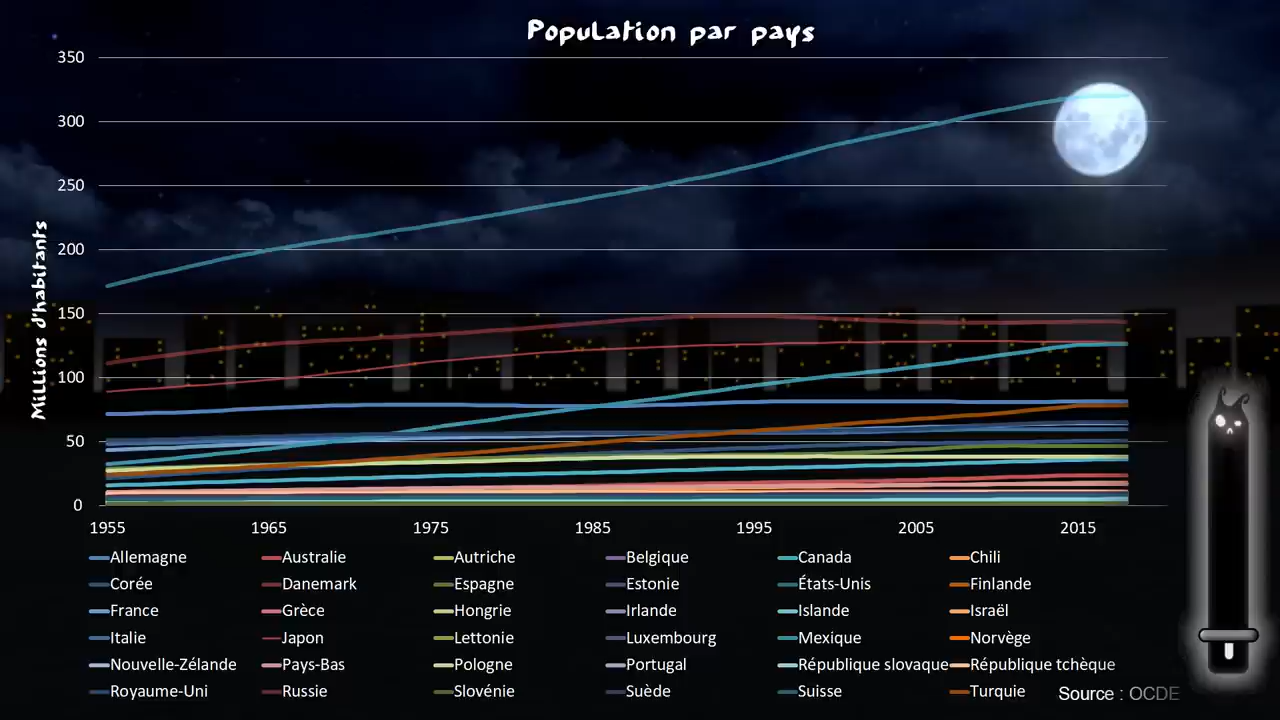 Population par pays
Millions d'habitants
350
300
250
200
150
100
50
0
1955 1965 1975 1985 1995 2005 2015
Allemagne Australie Autriche Belgique Canada Chili
Corée Danemark Espagne Estonie États-Unis Finlande
France Grèce Hongrie Irlande Islande Israël
Italie Japon Lettonie Luxembourg Mexique Norvège
Nouvelle-Zélande Pays-Bas Pologne Portugal République slovaque République tchèque
Royaume-Uni Russie Slovénie Suède Suisse Turquie
Source : OCDE